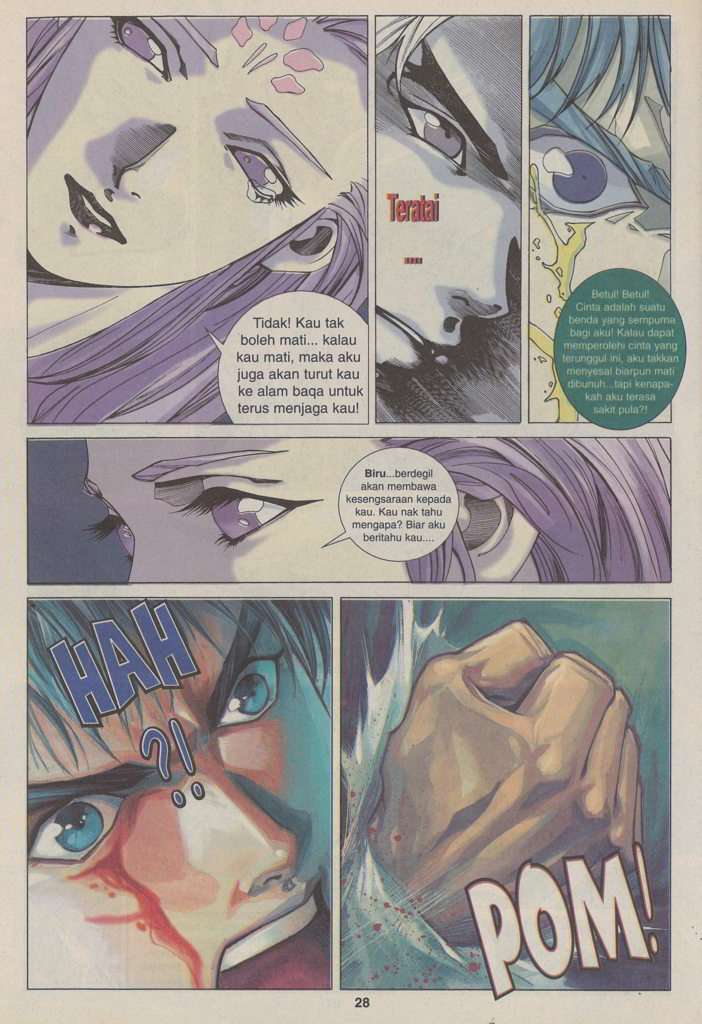 Tidak! Kau tak
boleh mati... kalau
kau mati, maka aku
juga akan turut kau
ke alam baqa untuk
terus menjaga kau!
Teratai
....
Betul! Betul!
Cinta adalah suatu
benda yang sempurna
bagi aku! Kalau dapat
memperolehi cinta yang
terunggul ini, aku takkan
menyesal biarpun mati
dibunuh...tapi kenapa-
kah aku terasa
sakit pula?!
Biru...berdegil
akan membawa
kesengsaraan kepada
kau. Kau nak tahu
mengapa? Biar aku
beritahu kau....
HAH
?!
POM!
28